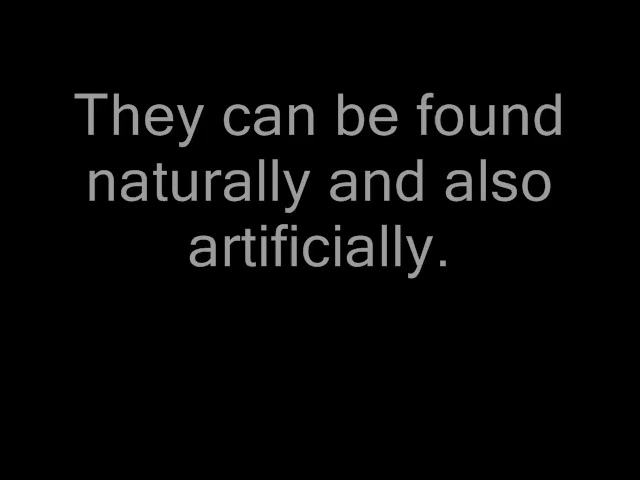 They can be found
naturally and also
artificially.